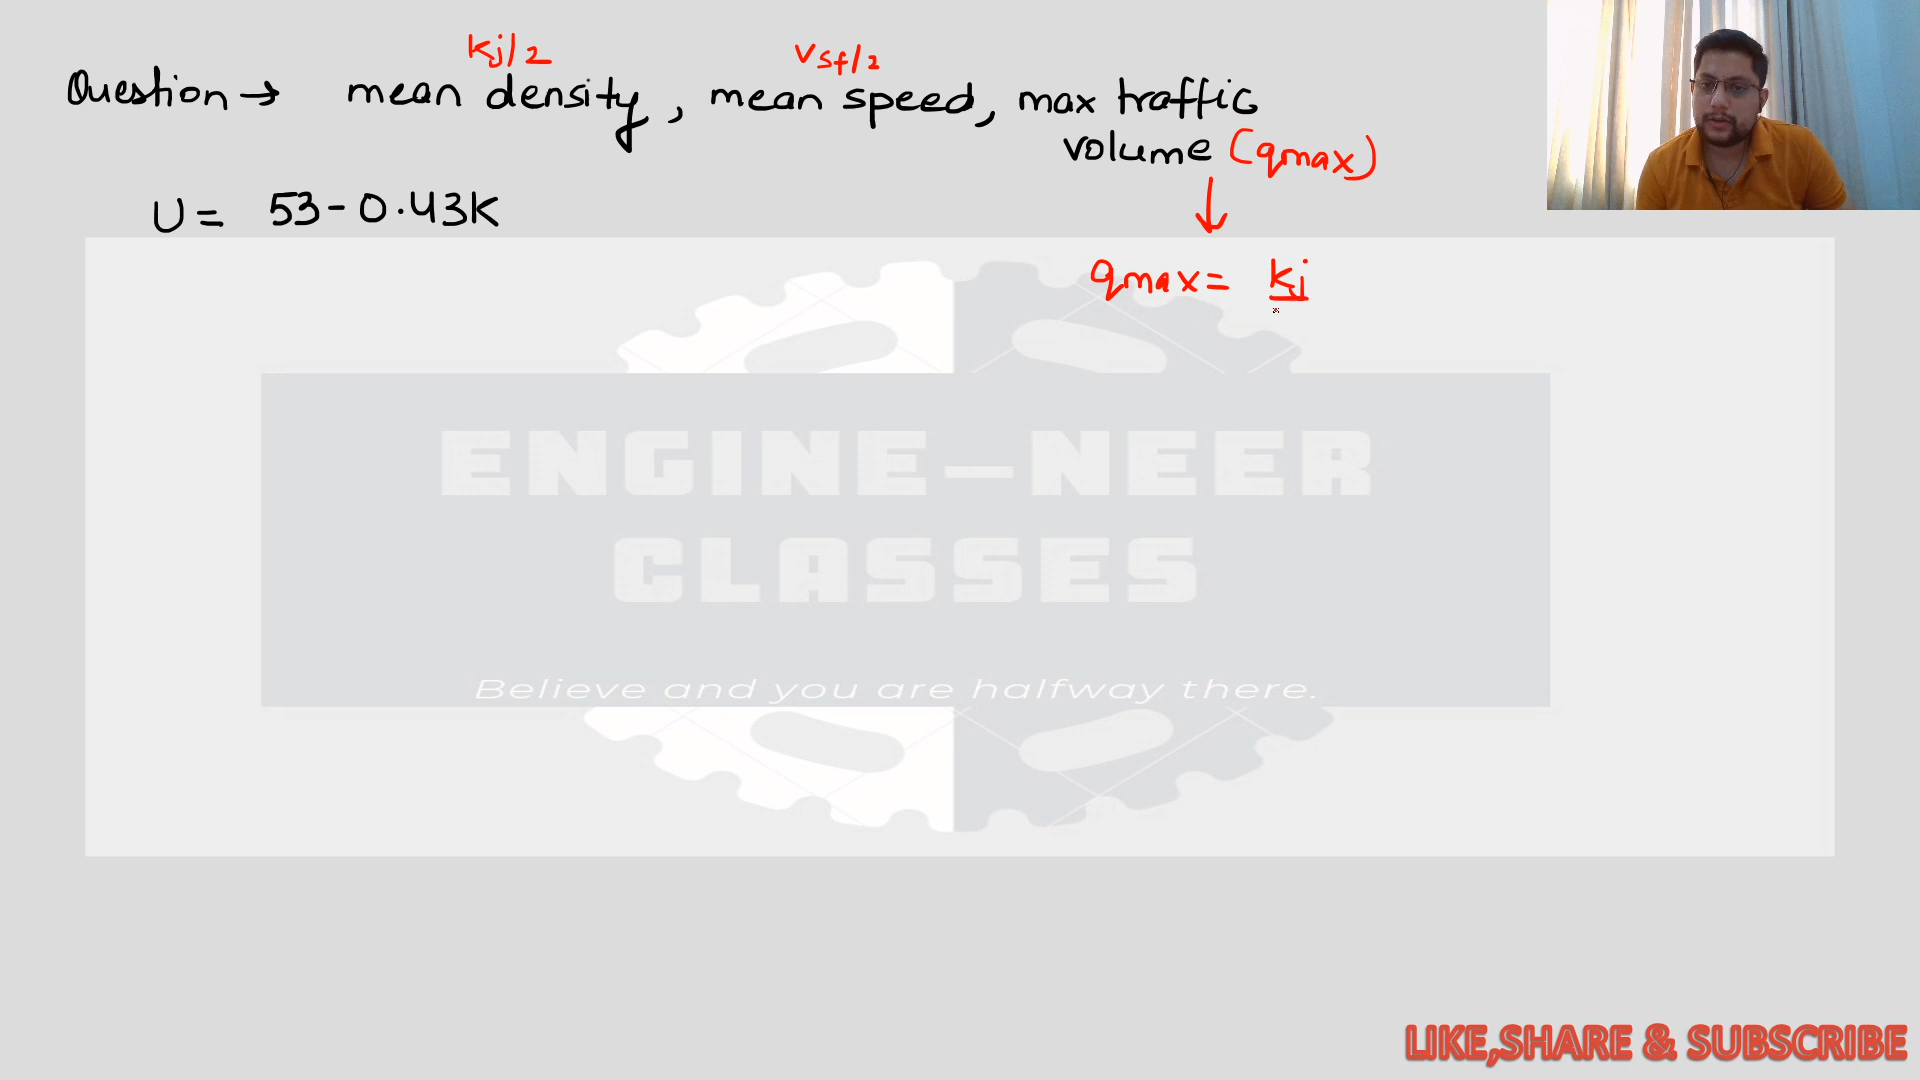 kj/2 Vsf/2
Question → mean density, mean speed, max traffic
volume (qmax)
U = 53-0.43K
qmax= kj
ENGINE-NEER
CLASSES
Believe and you are halfway there.
LIKE,SHARE & SUBSCRIBE